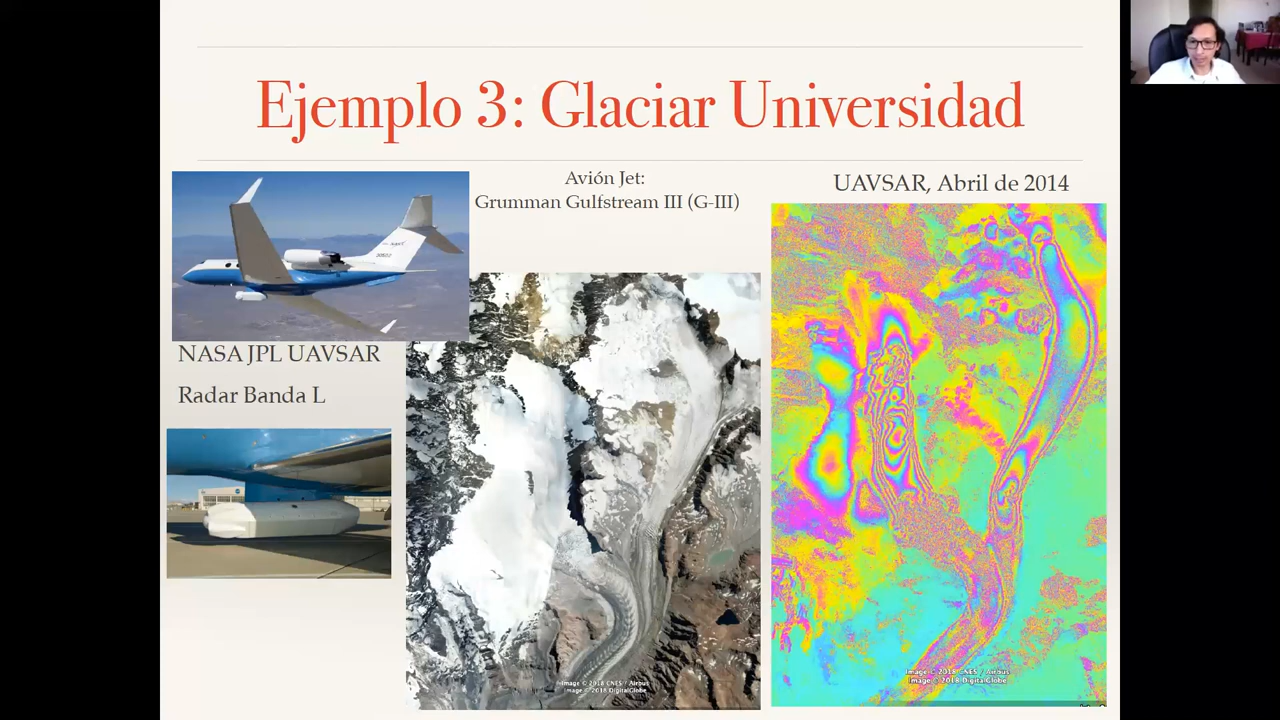 Ejemplo 3: Glaciar Universidad
Avión Jet:
Grumman Gulfstream III (G-III)
UAVSAR, Abril de 2014
NASA JPL UAVSAR
Radar Banda L
Image © 2018 CNES / Airbus
Image © 2018 DigitalGlobe
Image © 2018 CNES / Airbus
Image © 2018 DigitalGlobe